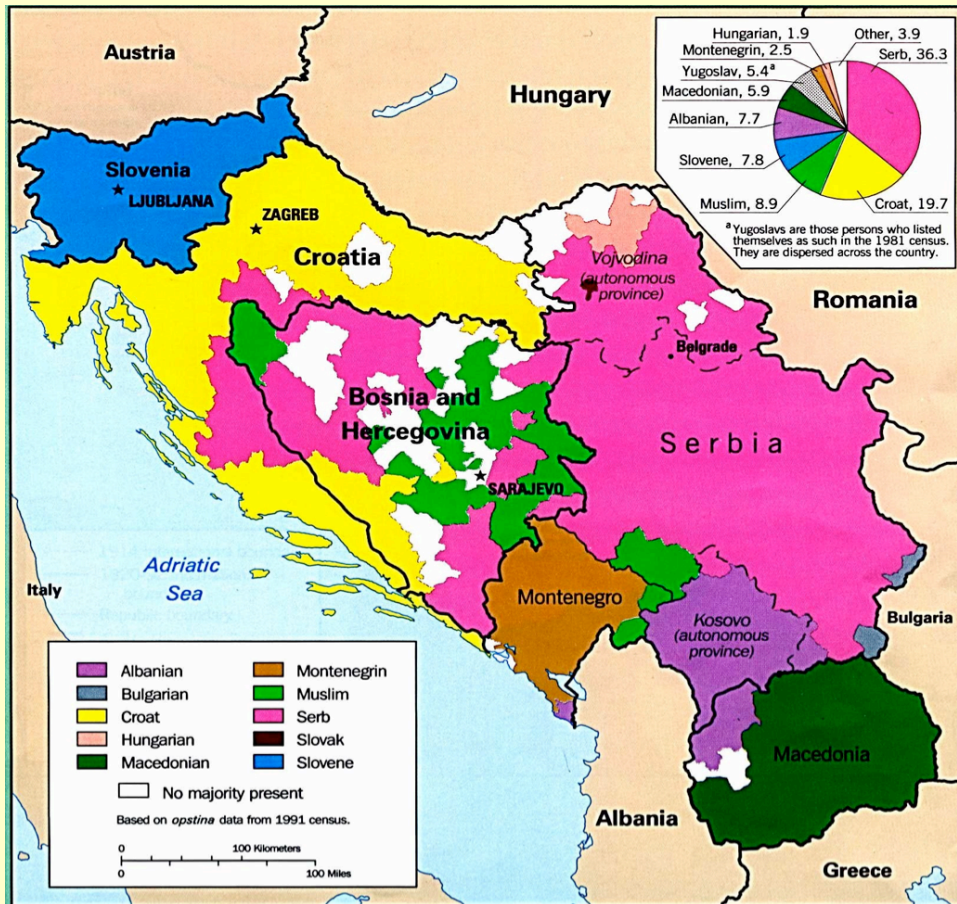 Austria
Hungary
Romania
Bulgaria
Greece
Albania
Italy
Adriatic
Sea
Slovenia
LJUBLJANA
ZAGREB
Croatia
Bosnia and
Hercegovina
SARAJEVO
Vojvodina
(autonomous
province)
Belgrade
Serbia
Montenegro
Kosovo
(autonomous
province)
Macedonia
Hungarian, 1.9
Other, 3.9
Montenegrin, 2.5
Serb, 36.3
Yugoslav, 5.4a
Macedonian, 5.9
Albanian, 7.7
Slovene, 7.8
Muslim, 8.9
Croat, 19.7
a Yugoslavs are those persons who listed
themselves as such in the 1981 census.
They are dispersed across the country.
Albanian
Bulgarian
Croat
Hungarian
Macedonian
Montenegrin
Muslim
Serb
Slovak
Slovene
No majority present
Based on opstina data from 1991 census.
0 100 Kilometers
0 100 Miles